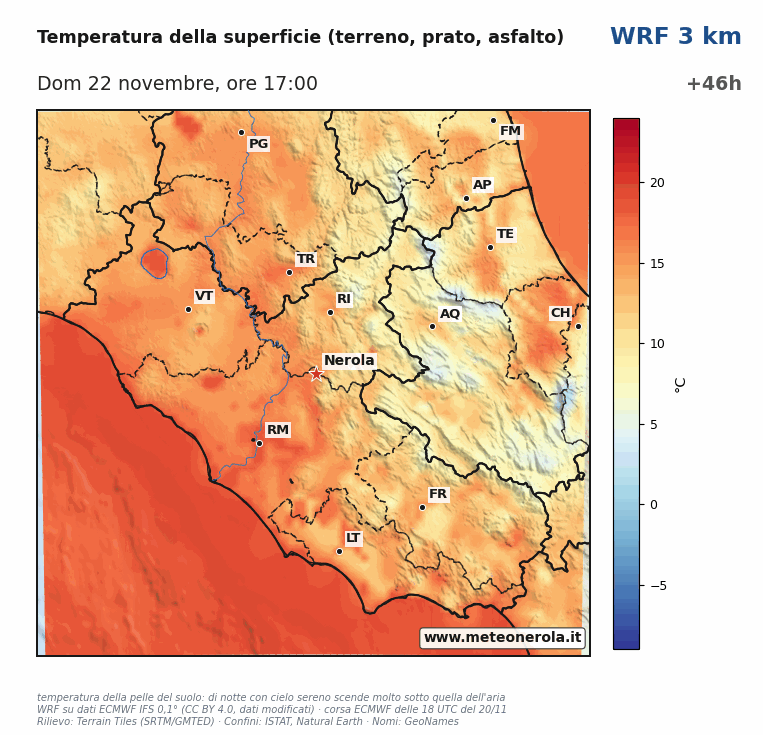 Temperatura della superficie (terreno, prato, asfalto)
WRF 3 km
Dom 22 novembre, ore 17:00
+46h
FM
PG
AP
TE
TR
VT
RI
AQ
CH
Nerola
RM
FR
LT
www.meteonerola.it
20
15
10
5
0
−5
°C
temperatura della pelle del suolo: di notte con cielo sereno scende molto sotto quella dell'aria
WRF su dati ECMWF IFS 0,1° (CC BY 4.0, dati modificati) · corsa ECMWF delle 18 UTC del 20/11
Rilievo: Terrain Tiles (SRTM/GMTED) · Confini: ISTAT, Natural Earth · Nomi: GeoNames